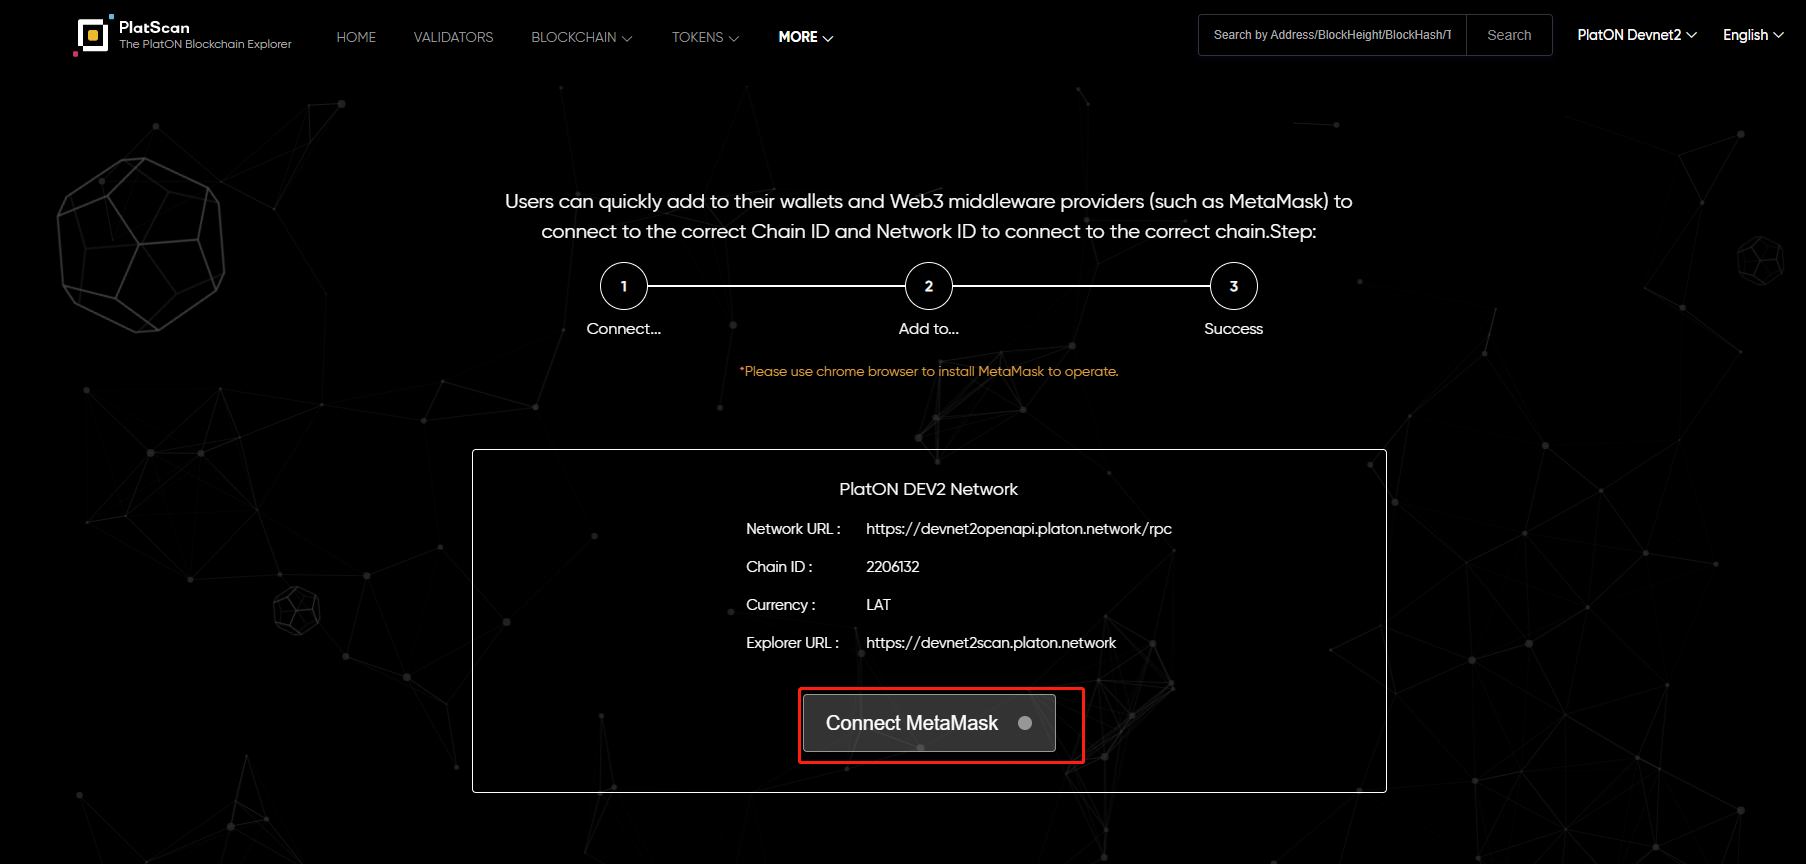 PlatScan
The PlatON Blockchain Explorer
HOME
VALIDATORS
BLOCKCHAIN
TOKENS
MORE
Search by Address/BlockHeight/BlockHash/T
Search
PlatON Devnet2
English
Users can quickly add to their wallets and Web3 middleware providers (such as MetaMask) to
connect to the correct Chain ID and Network ID to connect to the correct chain.Step:
1
2
3
Connect...
Add to...
Success
*Please use chrome browser to install MetaMask to operate.
PlatON DEV2 Network
Network URL : https://devnet2openapi.platon.network/rpc
Chain ID : 2206132
Currency : LAT
Explorer URL : https://devnet2scan.platon.network
Connect MetaMask